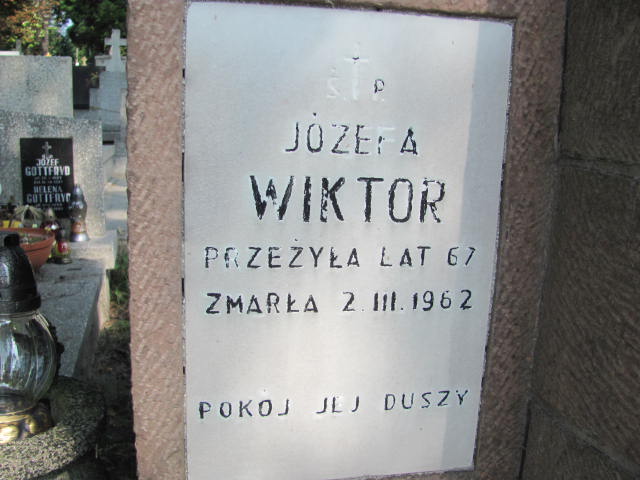 Ś.P.
JÓZEFA
WIKTOR
PRZEŻYŁA LAT 67
ZMARŁA 2.III.1962
POKÓJ JEJ DUSZY
JÓZEF
GOTTFRYD
HELENA
GOTTFRYD